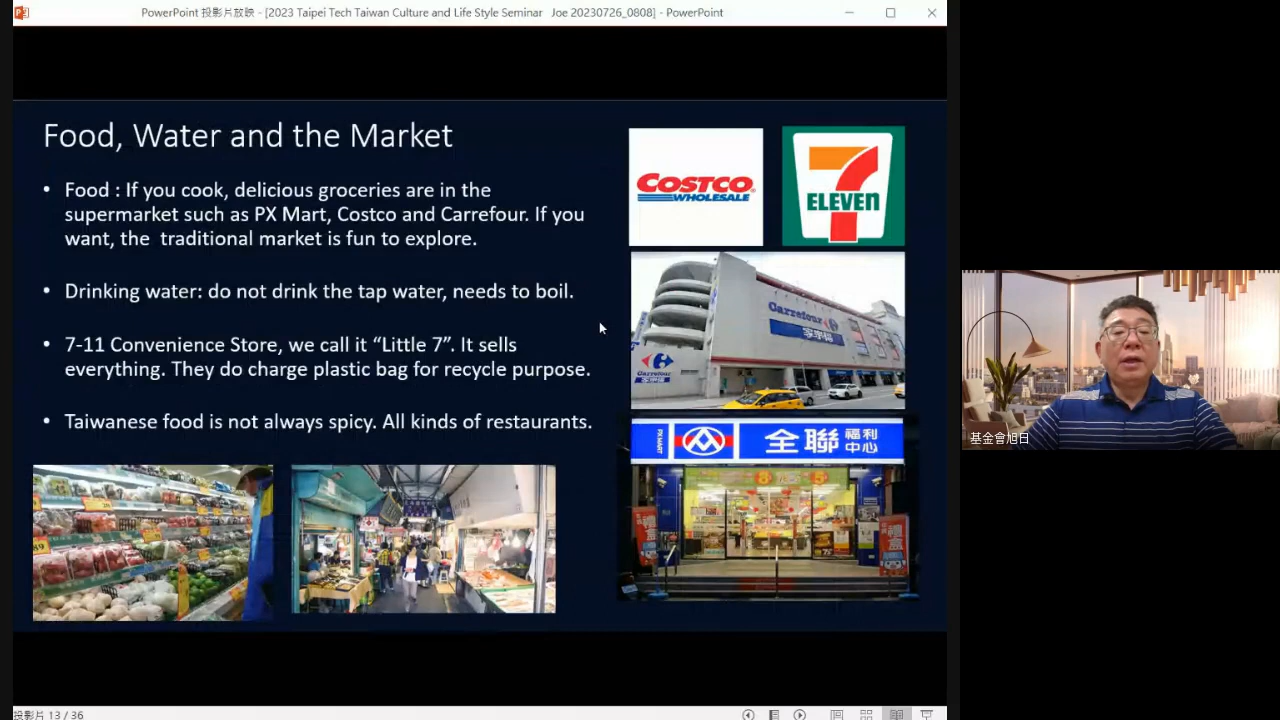 PowerPoint 投影片放映 - [2023 Taipei Tech Taiwan Culture and Life Style Seminar Joe 20230726_0808] - PowerPoint
Food, Water and the Market
• Food : If you cook, delicious groceries are in the
supermarket such as PX Mart, Costco and Carrefour. If you
want, the traditional market is fun to explore.
• Drinking water: do not drink the tap water, needs to boil.
• 7-11 Convenience Store, we call it “Little 7”. It sells
everything. They do charge plastic bag for recycle purpose.
• Taiwanese food is not always spicy. All kinds of restaurants.
COSTCO
WHOLESALE
7
ELEVEN
Carrefour
家樂福
Carrefour
家樂福
PXMART
全聯 福利
中心
基金會旭日
投影片 13 / 36